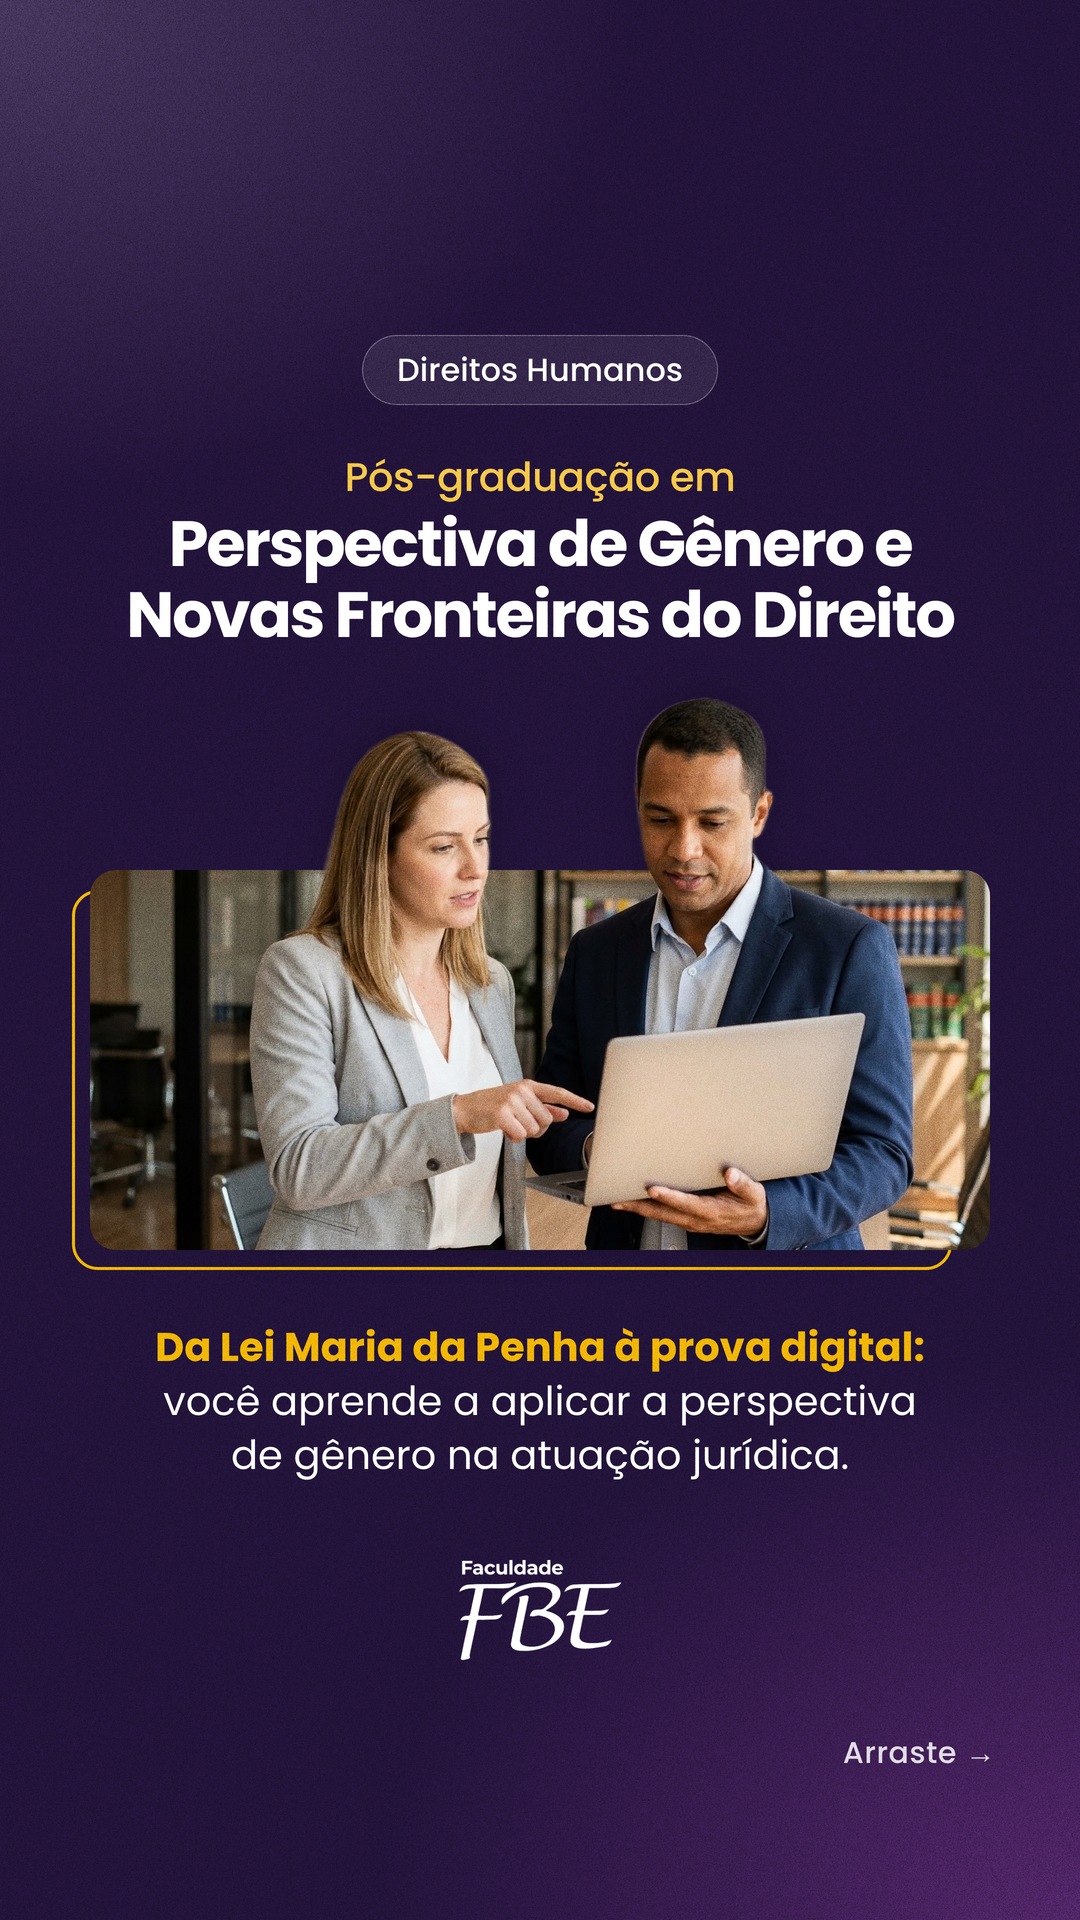 Direitos Humanos
Pós-graduação em
Perspectiva de Gênero e
Novas Fronteiras do Direito
Da Lei Maria da Penha à prova digital:
você aprende a aplicar a perspectiva
de gênero na atuação jurídica.
Faculdade
FBE
Arraste →